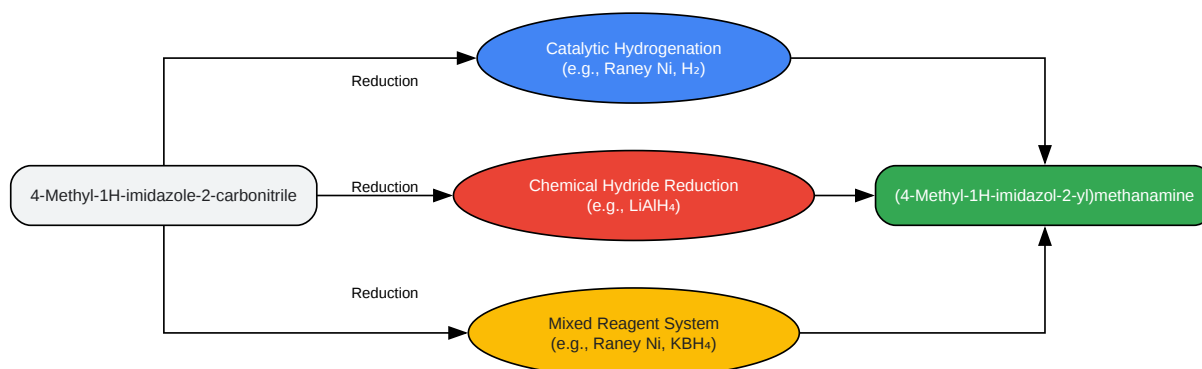 Catalytic Hydrogenation
(e.g., Raney Ni, H₂)
Reduction
4-Methyl-1H-imidazole-2-carbonitrile
Reduction
Chemical Hydride Reduction
(e.g., LiAlH₄)
(4-Methyl-1H-imidazol-2-yl)methanamine
Reduction
Mixed Reagent System
(e.g., Raney Ni, KBH₄)